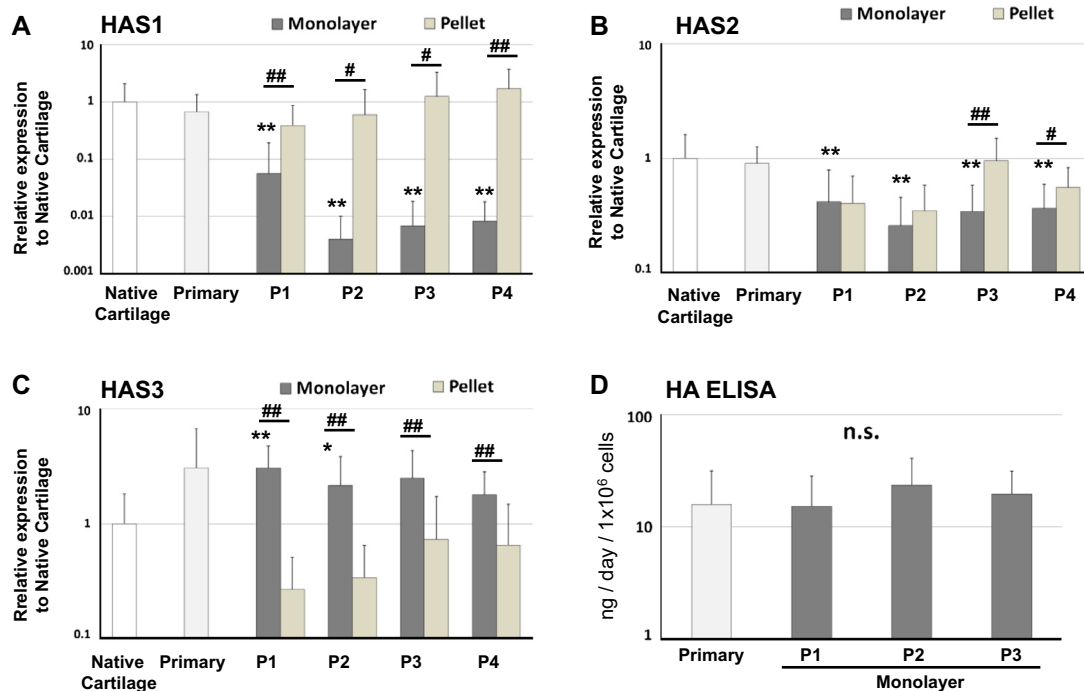 A HAS1
Monolayer Pellet
Rrelative expression
to Native Cartilage
10
1
0.1
0.01
0.001
** ## ** # ** # ** ##
Native
Cartilage
Primary P1 P2 P3 P4
B HAS2
Monolayer
Pellet
Rrelative expression
to Native Cartilage
10
1
0.1
** ** ** ## ** #
Native
Cartilage
Primary P1 P2 P3 P4
C HAS3
Monolayer Pellet
Rrelative expression
to Native Cartilage
10
1
0.1
** ## * ## ## ##
Native
Cartilage
Primary P1 P2 P3 P4
D HA ELISA
ng / day / 1x10⁶ cells
100
10
1
n.s.
Primary P1 P2 P3
Monolayer